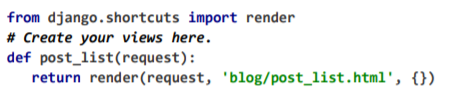 from django.shortcuts import render
# Create your views here.
def post_list(request):
   return render(request, 'blog/post_list.html', {})